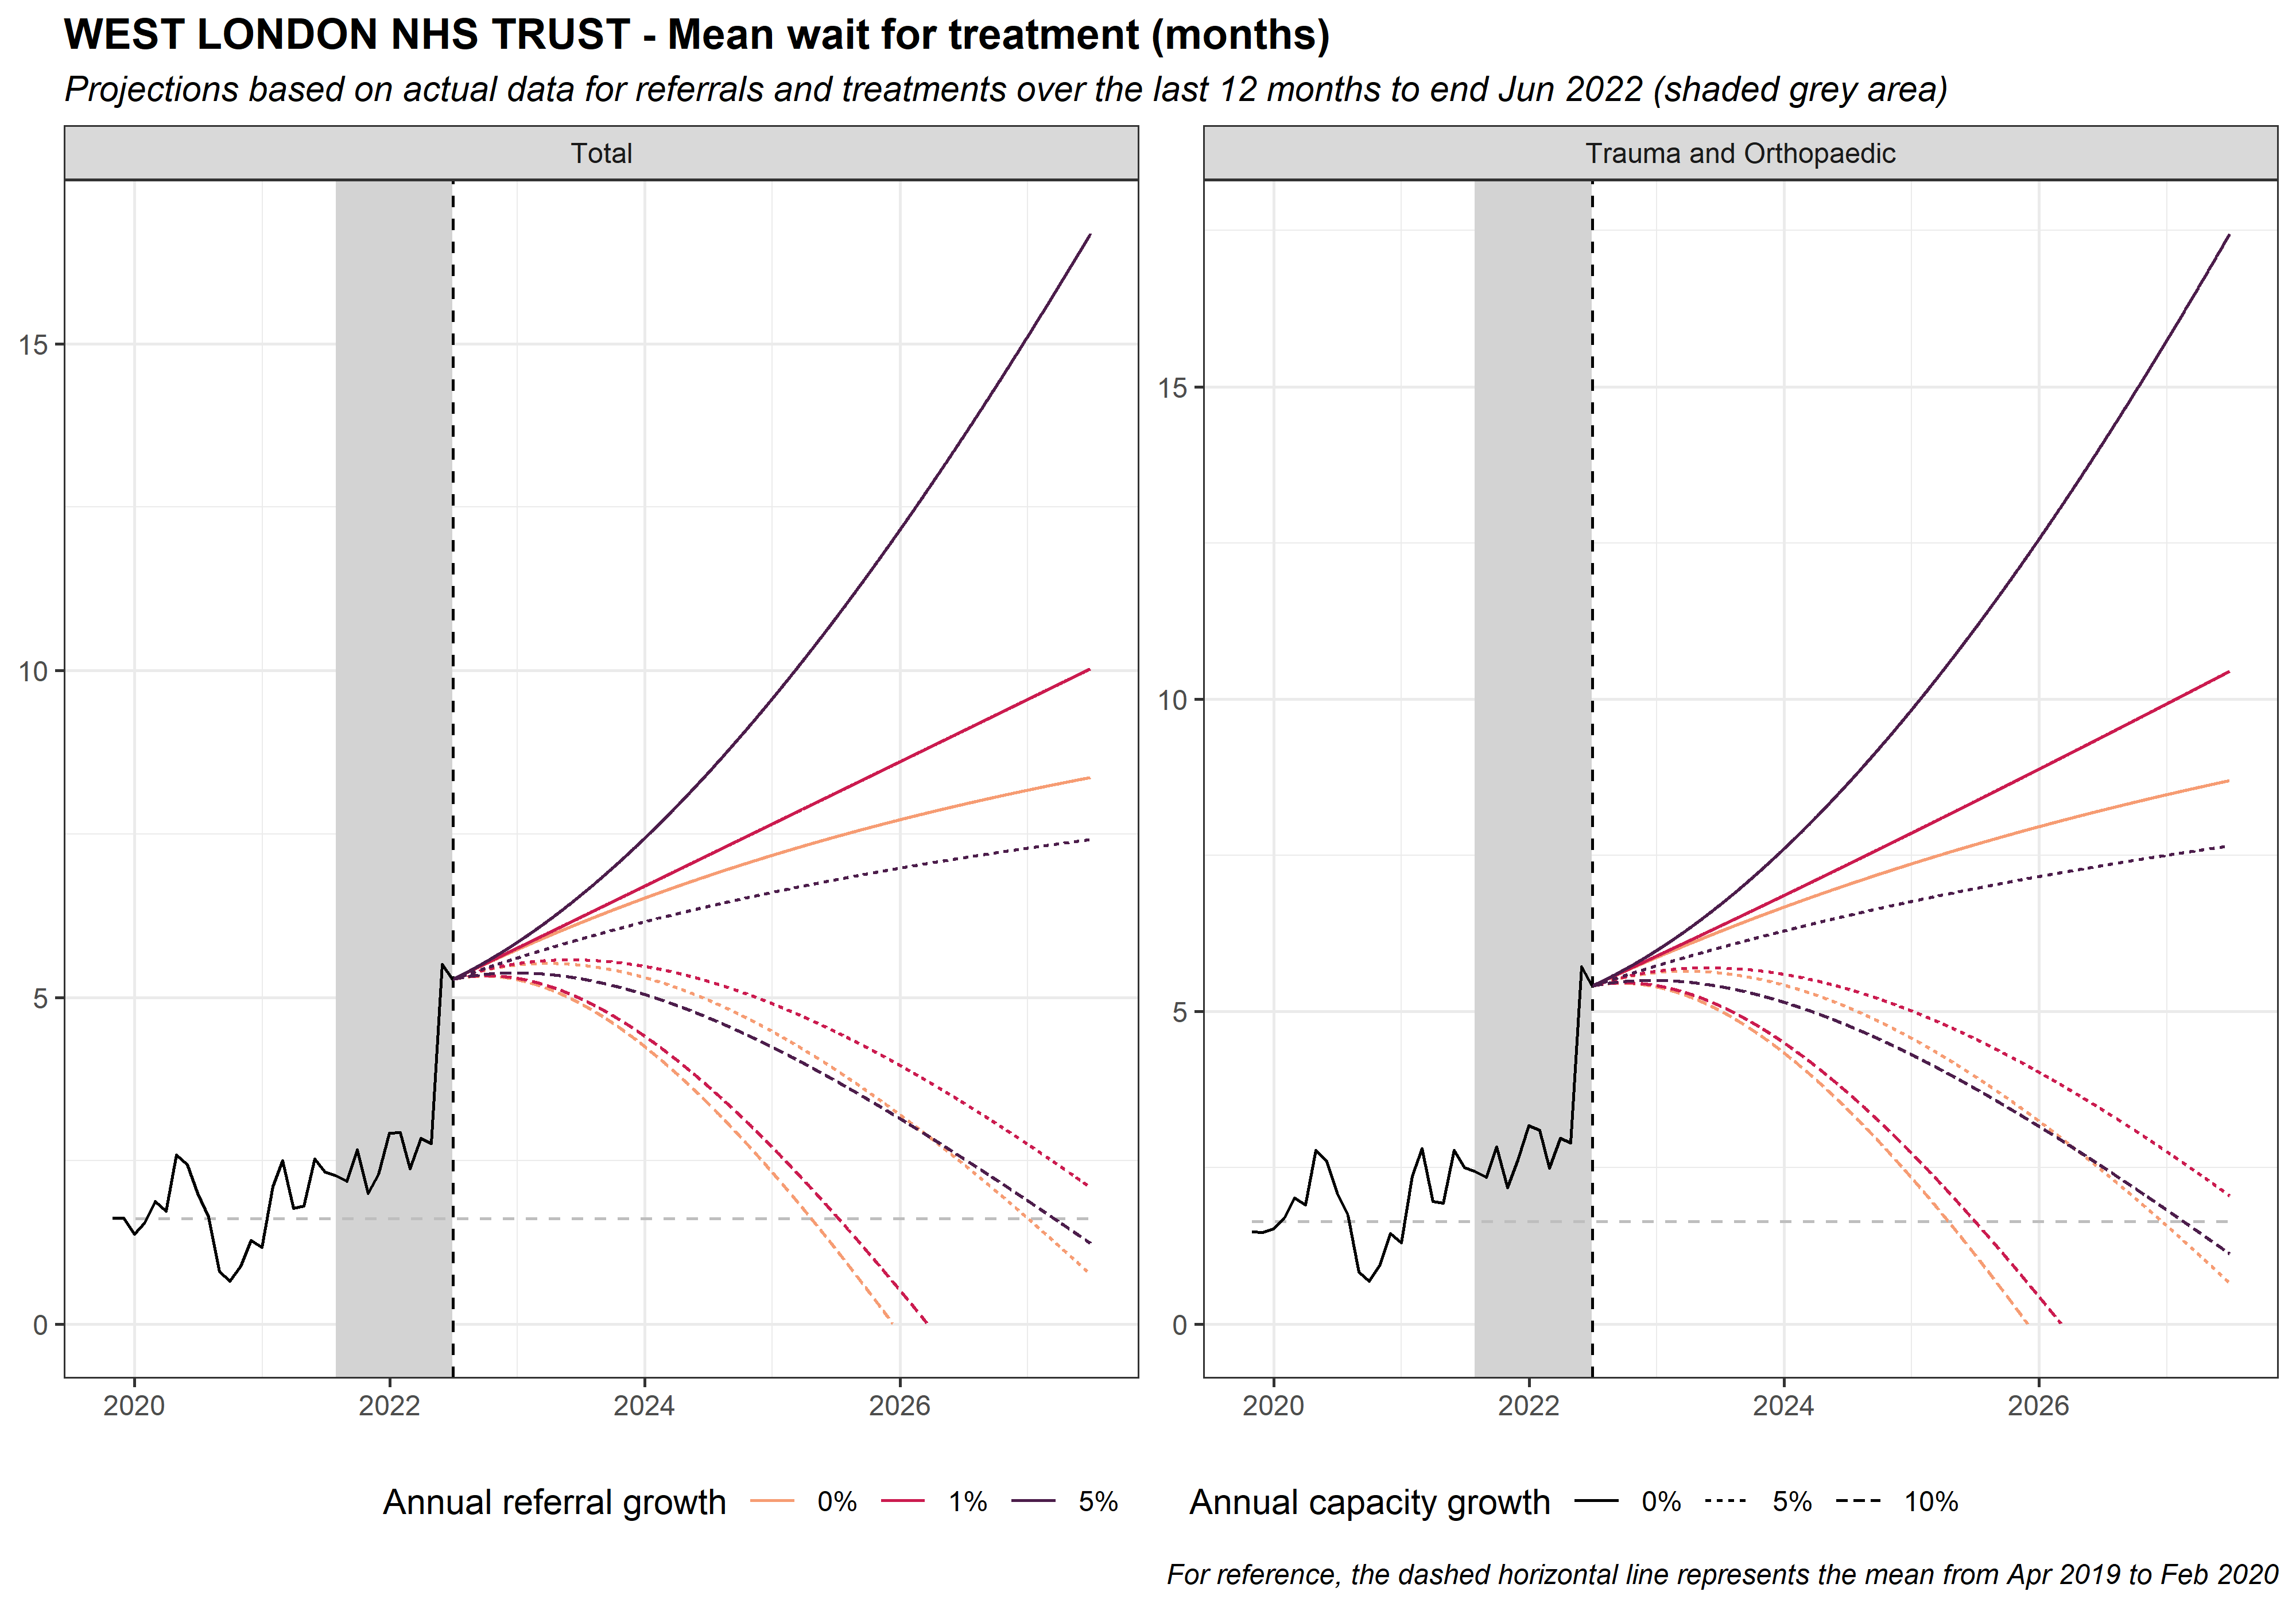 WEST LONDON NHS TRUST - Mean wait for treatment (months)
Projections based on actual data for referrals and treatments over the last 12 months to end Jun 2022 (shaded grey area)
Total
Trauma and Orthopaedic
15
10
5
0
15
10
5
0
2020 2022 2024 2026
2020 2022 2024 2026
Annual referral growth 0% 1% 5%
Annual capacity growth 0% 5% 10%
For reference, the dashed horizontal line represents the mean from Apr 2019 to Feb 2020